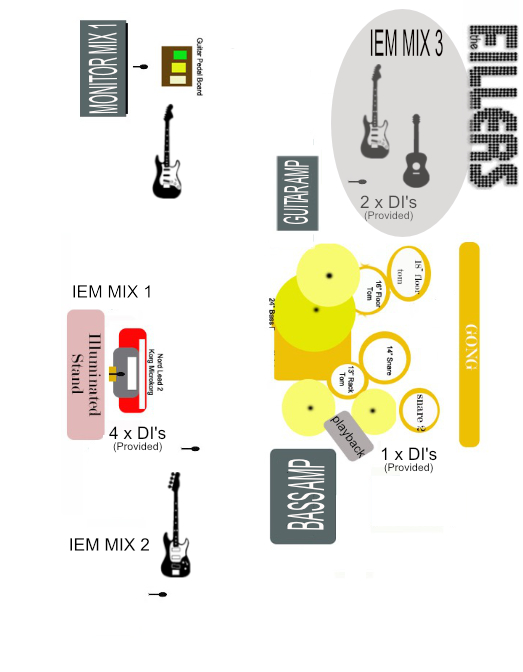 MONITOR MIX 1
Guitar Pedal Board
IEM MIX 3
the
FILLERS
2 x DI's
(Provided)
GUITAR AMP
18" floor
tom
16" Floor
Tom
24" Bass
14" Snare
13" Rack
Tom
snare 2
GONG
IEM MIX 1
Illuminated
Stand
Nord Lead 2
Korg Microkorg
4 x DI's
(Provided)
playback
1 x DI's
(Provided)
BASS AMP
IEM MIX 2